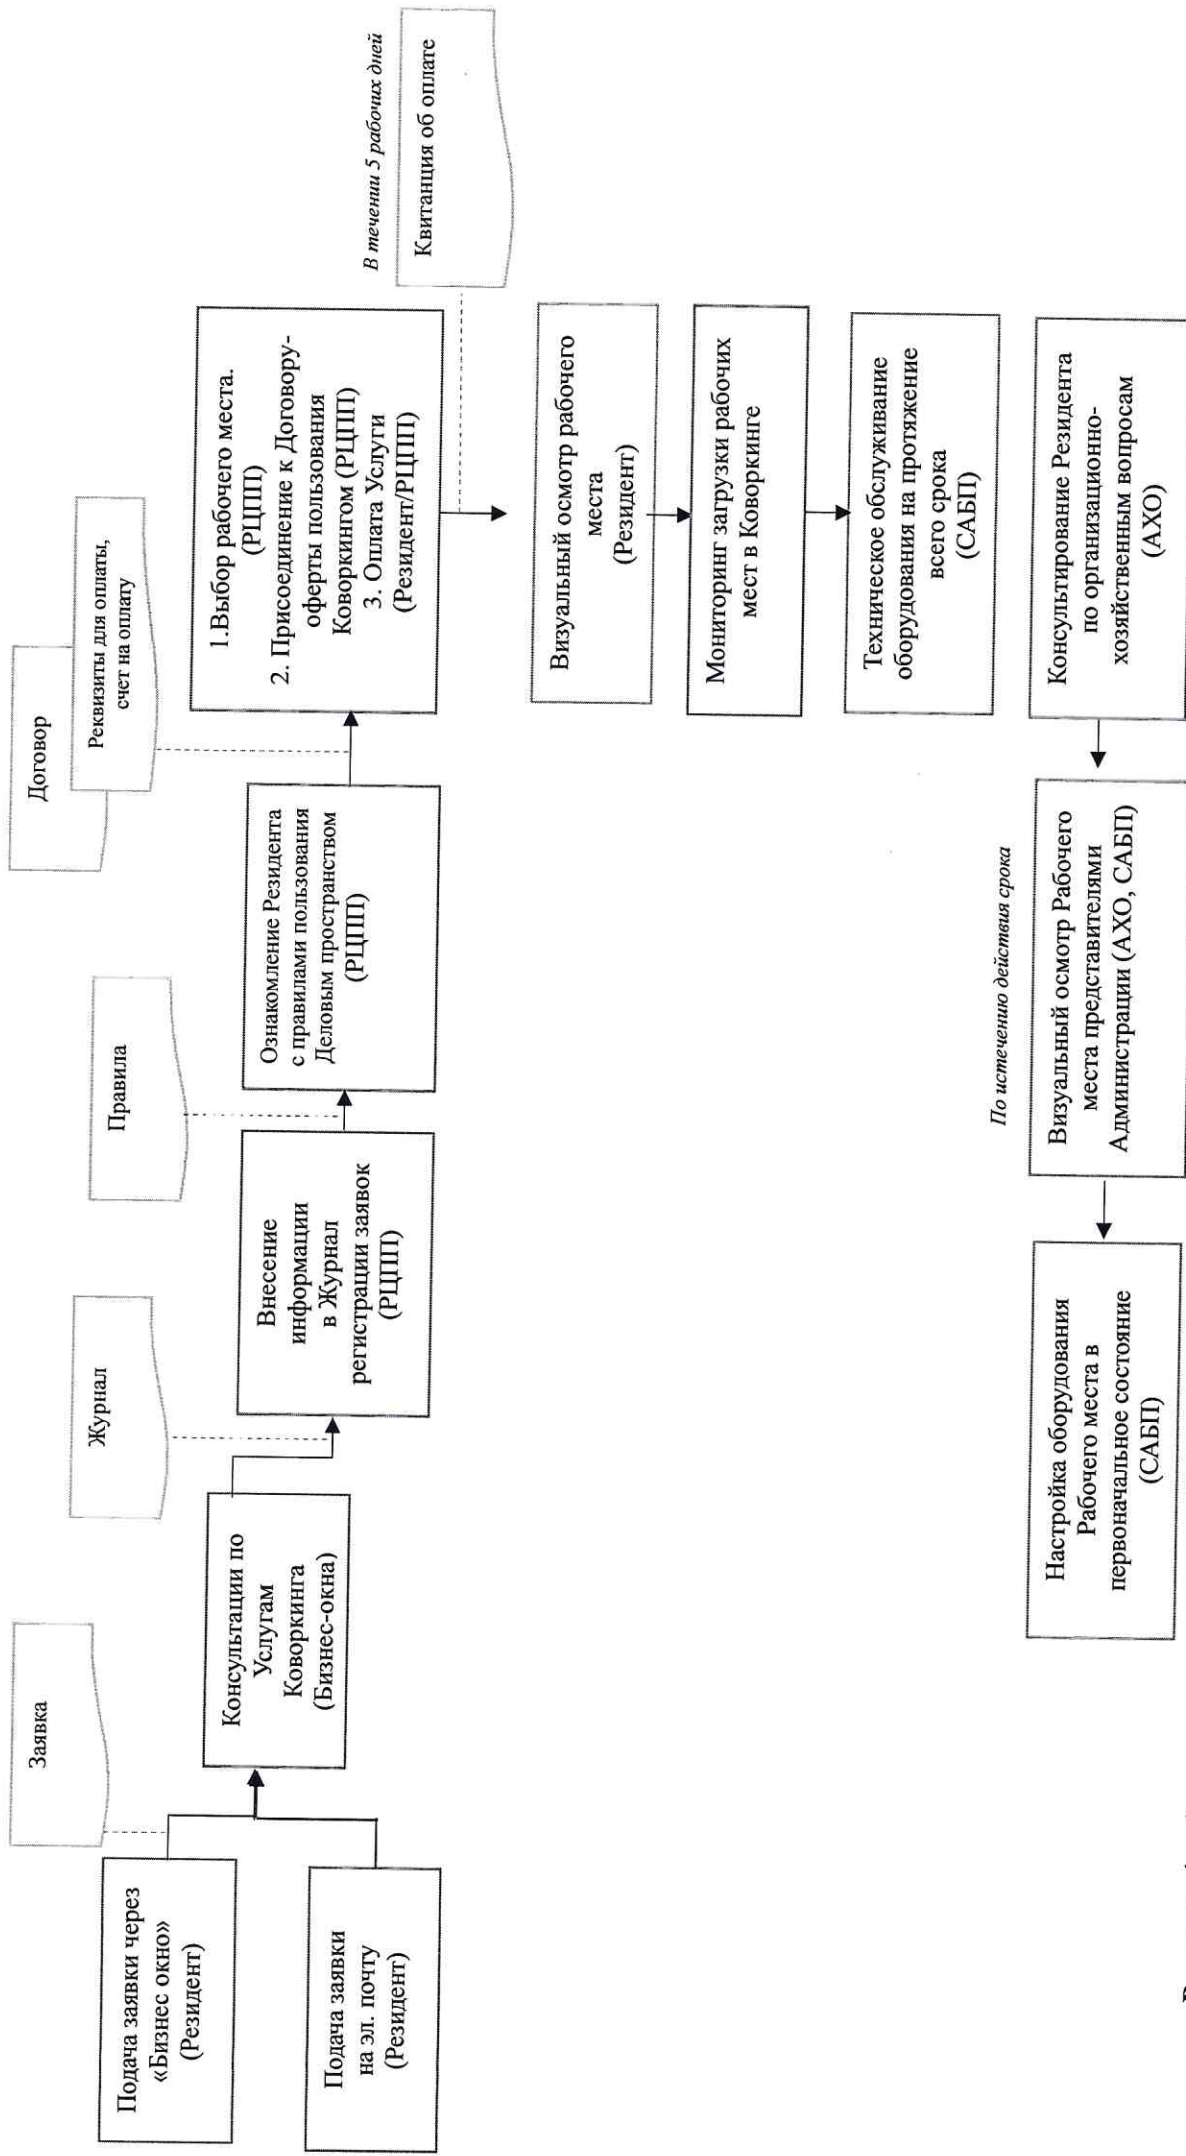 Заявка
Журнал
Правила
Договор
Реквизиты для оплаты,
счет на оплату
Подача заявки через
«Бизнес окно»
(Резидент)
Подача заявки
на эл. почту
(Резидент)
Консультации по
Услугам
Коворкинга
(Бизнес-окна)
Внесение
информации
в Журнал
регистрации заявок
(РЦПП)
Ознакомление Резидента
с правилами пользования
Деловым пространством
(РЦПП)
1.Выбор рабочего места.
(РЦПП)
2. Присоединение к Договору-
оферты пользования
Коворкингом (РЦПП)
3. Оплата Услуги
(Резидент/РЦПП)
В течении 5 рабочих дней
Квитанция об оплате
Визуальный осмотр рабочего
места
(Резидент)
Мониторинг загрузки рабочих
мест в Коворкинге
Техническое обслуживание
оборудования на протяжение
всего срока
(САБП)
Консультирование Резидента
по организационно-
хозяйственным вопросам
(АХО)
По истечению действия срока
Визуальный осмотр Рабочего
места представителями
Администрации (АХО, САБП)
Настройка оборудования
Рабочего места в
первоначальное состояние
(САБП)